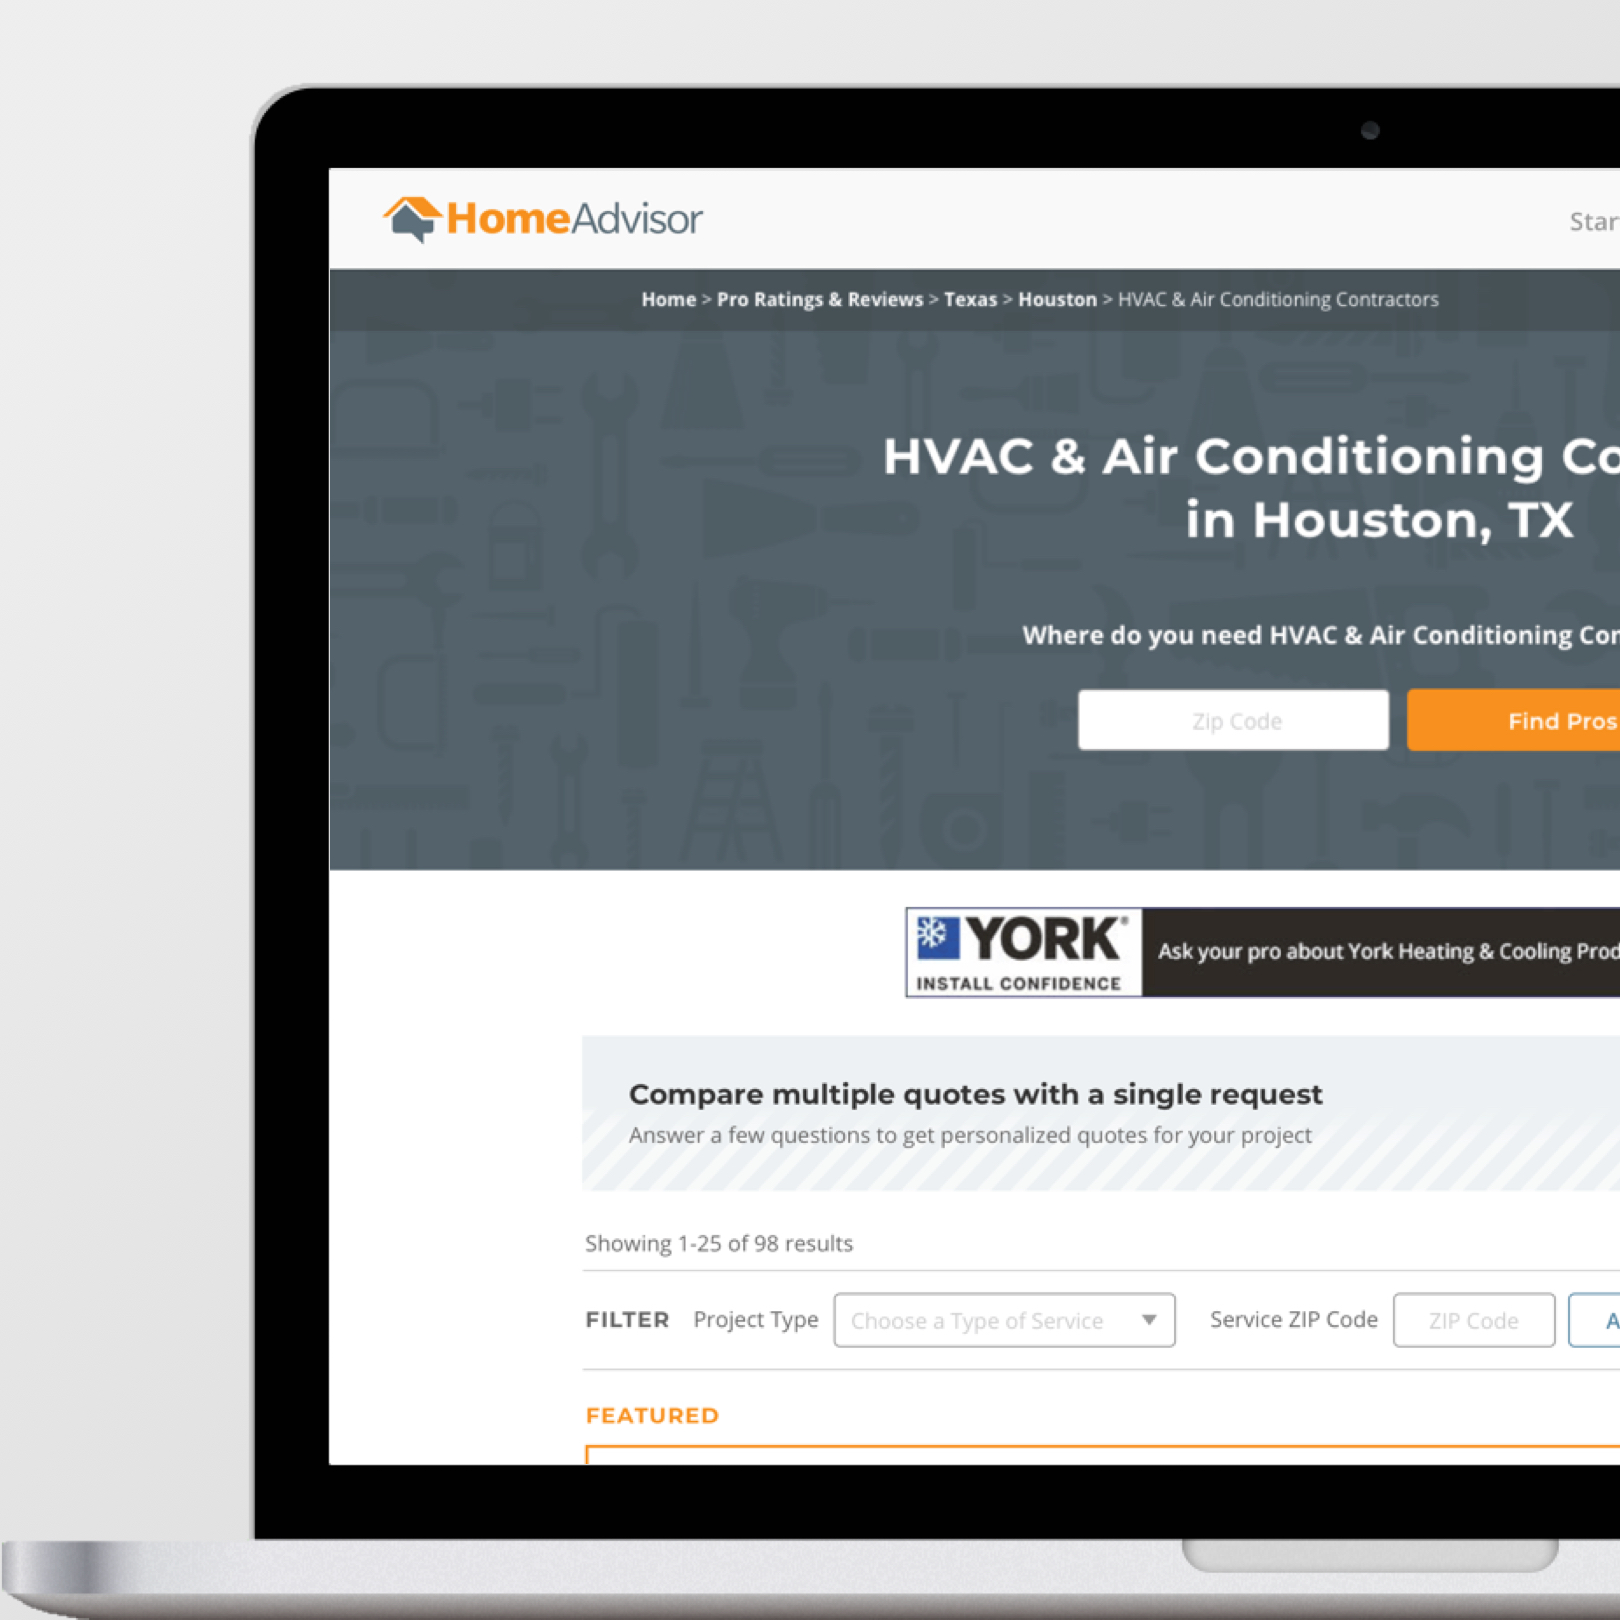 HomeAdvisor
Star
Home > Pro Ratings & Reviews > Texas > Houston > HVAC & Air Conditioning Contractors
HVAC & Air Conditioning Co
in Houston, TX
Where do you need HVAC & Air Conditioning Con
Zip Code
Find Pros
YORK®
INSTALL CONFIDENCE
Ask your pro about York Heating & Cooling Prod
Compare multiple quotes with a single request
Answer a few questions to get personalized quotes for your project
Showing 1-25 of 98 results
FILTER Project Type Choose a Type of Service Service ZIP Code ZIP Code A
FEATURED